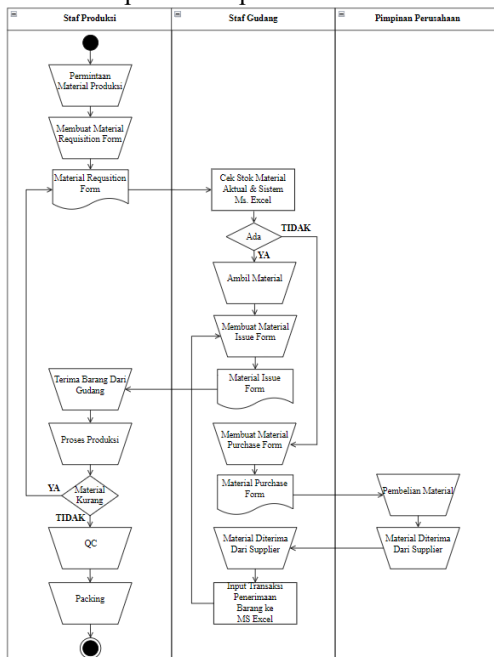 Staf Produksi
Staf Gudang
Pimpinan Perusahaan
Permintaan
Material Produksi
Membuat Material
Requisition Form
Material Requsition
Form
Cek Stok Material
Aktual & Sistem
Ms. Excel
Ada
TIDAK
YA
Ambil Material
Membuat Material
Issue Form
Material Issue
Form
Terima Barang Dari
Gudang
Proses Produksi
Membuat Material
Purchase Form
Material Purchase
Form
Pembelian Material
YA
Material
Kurang
TIDAK
QC
Material Diterima
Dari Supplier
Material Diterima
Dari Supplier
Packing
Input Transaksi
Penerimaan
Barang ke
MS Excel